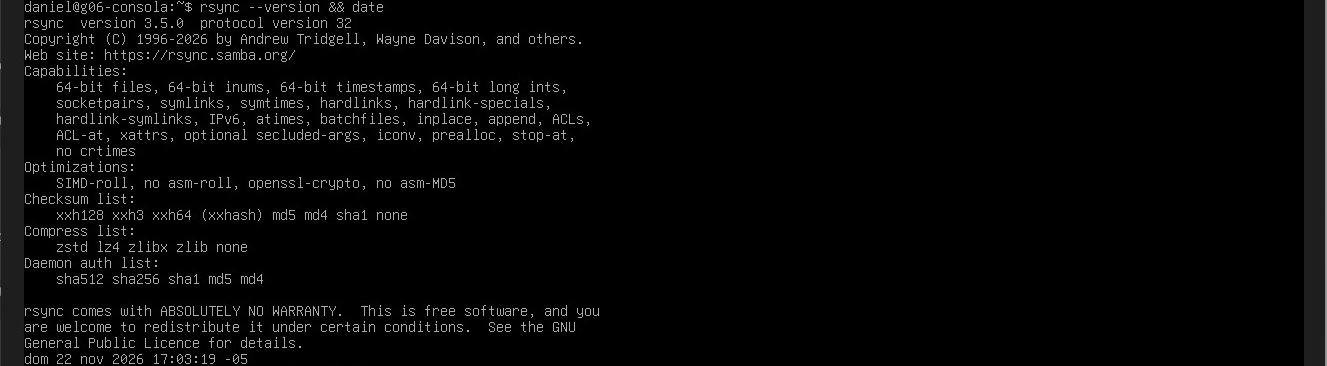 daniel@g06-consola:~$ rsync --version && date
rsync  version 3.5.0  protocol version 32
Copyright (C) 1996-2026 by Andrew Tridgell, Wayne Davison, and others.
Web site: https://rsync.samba.org/
Capabilities:
    64-bit files, 64-bit inums, 64-bit timestamps, 64-bit long ints,
    socketpairs, symlinks, symtimes, hardlinks, hardlink-specials,
    hardlink-symlinks, IPv6, atimes, batchfiles, inplace, append, ACLs,
    ACL-at, xattrs, optional secluded-args, iconv, prealloc, stop-at,
    no crtimes
Optimizations:
    SIMD-roll, no asm-roll, openssl-crypto, no asm-MD5
Checksum list:
    xxh128 xxh3 xxh64 (xxhash) md5 md4 sha1 none
Compress list:
    zstd lz4 zlibx zlib none
Daemon auth list:
    sha512 sha256 sha1 md5 md4

rsync comes with ABSOLUTELY NO WARRANTY.  This is free software, and you
are welcome to redistribute it under certain conditions.  See the GNU
General Public Licence for details.
dom 22 nov 2026 17:03:19 -05